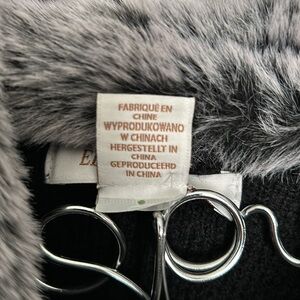 FABRIQUÉ EN
CHINE
WYPRODUKOWANO
W CHINACH
HERGESTELLT IN
CHINA
GEPRODUCEERD
IN CHINA